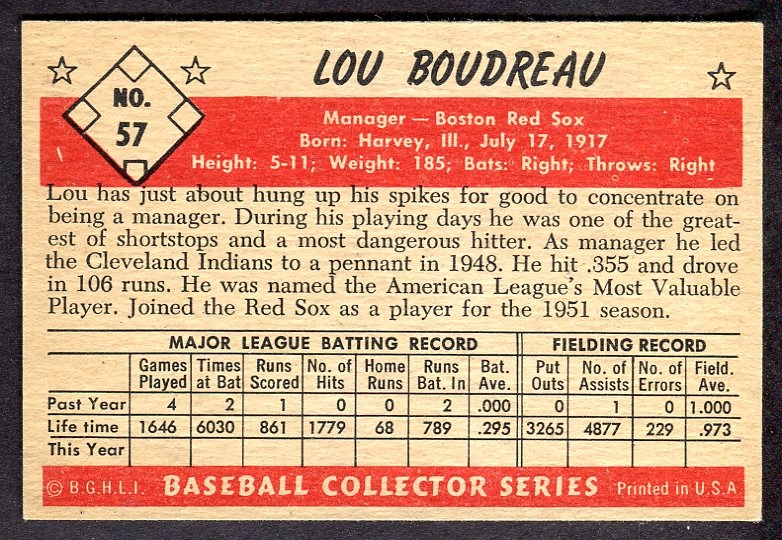 NO.
57
LOU BOUDREAU
Manager — Boston Red Sox
Born: Harvey, Ill., July 17, 1917
Height: 5-11; Weight: 185; Bats: Right; Throws: Right
Lou has just about hung up his spikes for good to concentrate on
being a manager. During his playing days he was one of the great-
est of shortstops and a most dangerous hitter. As manager he led
the Cleveland Indians to a pennant in 1948. He hit .355 and drove
in 106 runs. He was named the American League's Most Valuable
Player. Joined the Red Sox as a player for the 1951 season.
MAJOR LEAGUE BATTING RECORD FIELDING RECORD
Games Times Runs No. of Home Runs Bat. Put No. of No. of Field.
Played at Bat Scored Hits Runs Bat. In Ave. Outs Assists Errors Ave.
Past Year 4 2 1 0 0 2 .000 0 1 0 1.000
Life time 1646 6030 861 1779 68 789 .295 3265 4877 229 .973
This Year
© B.G.H.L.I. BASEBALL COLLECTOR SERIES Printed in U.S.A